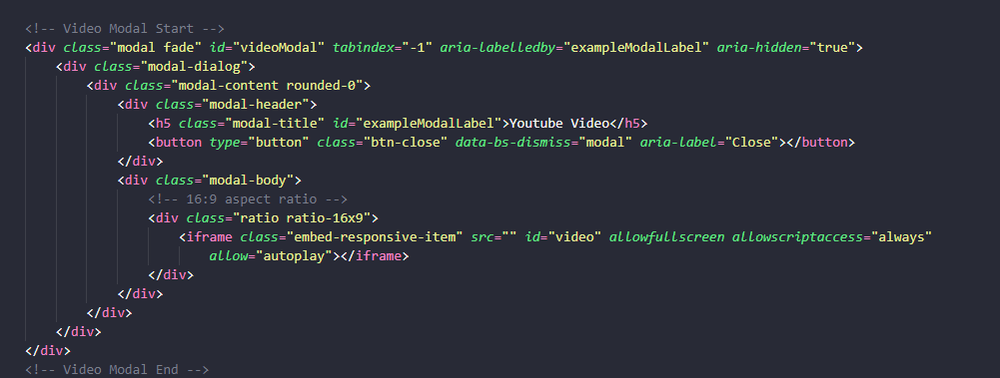 <!-- Video Modal Start -->
<div class="modal fade" id="videoModal" tabindex="-1" aria-labelledby="exampleModalLabel" aria-hidden="true">
    <div class="modal-dialog">
        <div class="modal-content rounded-0">
            <div class="modal-header">
                <h5 class="modal-title" id="exampleModalLabel">Youtube Video</h5>
                <button type="button" class="btn-close" data-bs-dismiss="modal" aria-label="Close"></button>
            </div>
            <div class="modal-body">
                <!-- 16:9 aspect ratio -->
                <div class="ratio ratio-16x9">
                    <iframe class="embed-responsive-item" src="" id="video" allowfullscreen allowscriptaccess="always"
                        allow="autoplay"></iframe>
                </div>
            </div>
        </div>
    </div>
</div>
<!-- Video Modal End -->